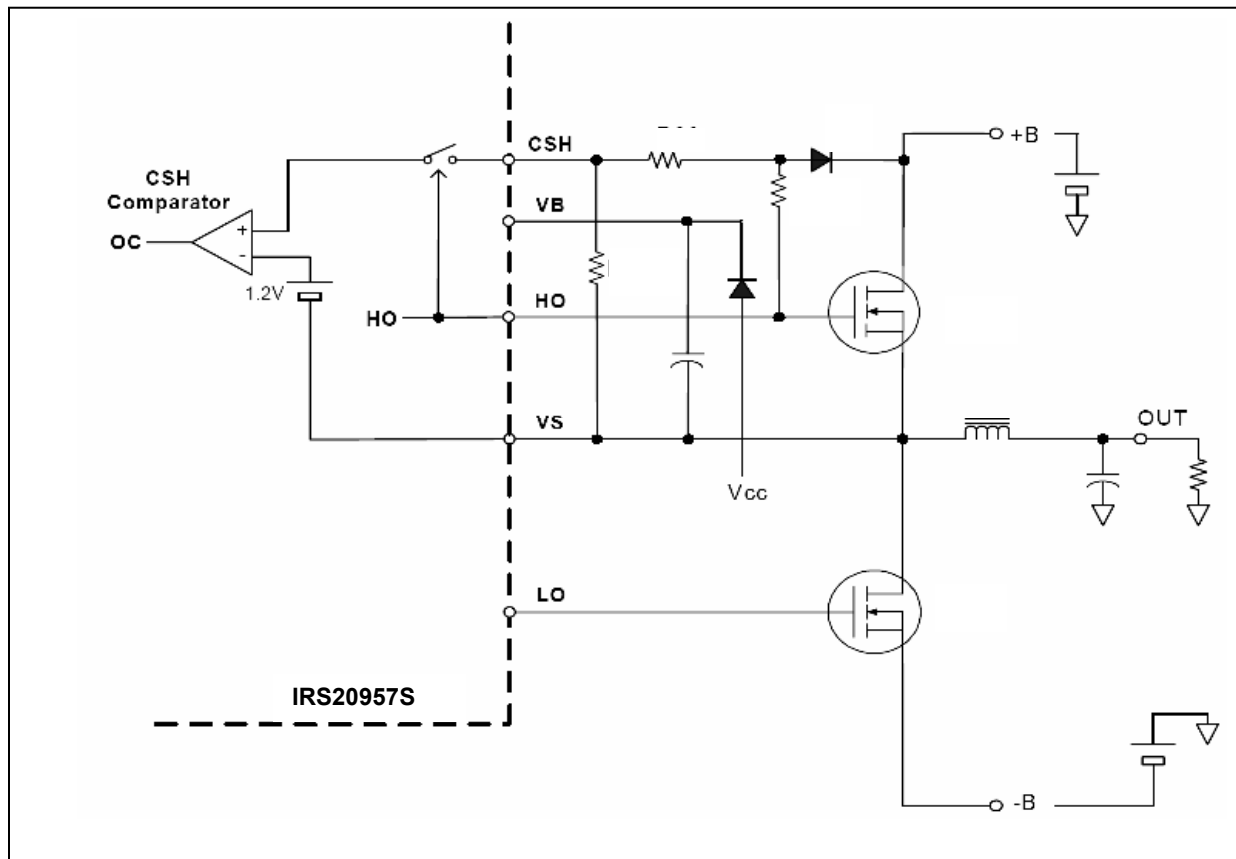 +B
CSH
CSH
Comparator
VB
OC
+
-
1.2V
HO
HO
VS
OUT
Vcc
LO
IRS20957S
-B